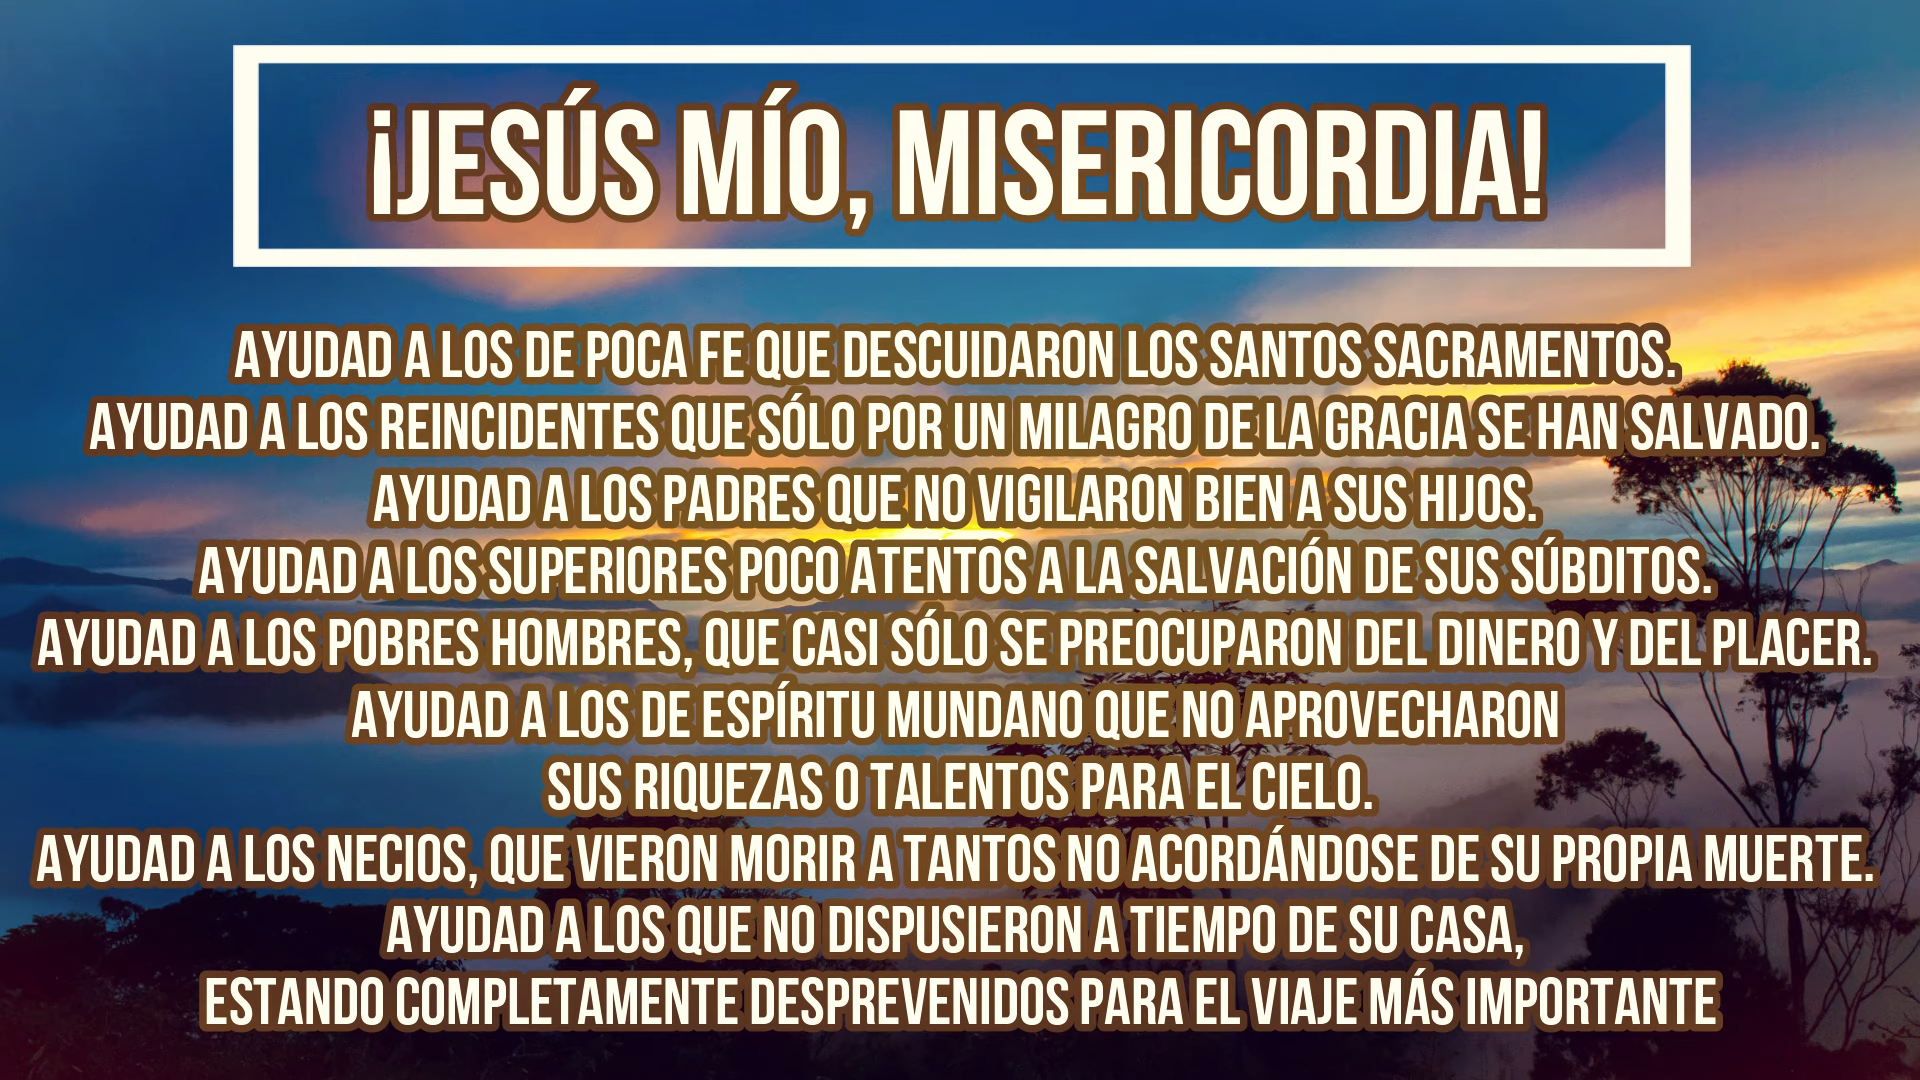 ¡JESÚS MÍO, MISERICORDIA!
AYUDAD A LOS DE POCA FE QUE DESCUIDARON LOS SANTOS SACRAMENTOS.
AYUDAD A LOS REINCIDENTES QUE SÓLO POR UN MILAGRO DE LA GRACIA SE HAN SALVADO.
AYUDAD A LOS PADRES QUE NO VIGILARON BIEN A SUS HIJOS.
AYUDAD A LOS SUPERIORES POCO ATENTOS A LA SALVACIÓN DE SUS SÚBDITOS.
AYUDAD A LOS POBRES HOMBRES, QUE CASI SÓLO SE PREOCUPARON DEL DINERO Y DEL PLACER.
AYUDAD A LOS DE ESPÍRITU MUNDANO QUE NO APROVECHARON
SUS RIQUEZAS O TALENTOS PARA EL CIELO.
AYUDAD A LOS NECIOS, QUE VIERON MORIR A TANTOS NO ACORDÁNDOSE DE SU PROPIA MUERTE.
AYUDAD A LOS QUE NO DISPUSIERON A TIEMPO DE SU CASA,
ESTANDO COMPLETAMENTE DESPREVENIDOS PARA EL VIAJE MÁS IMPORTANTE